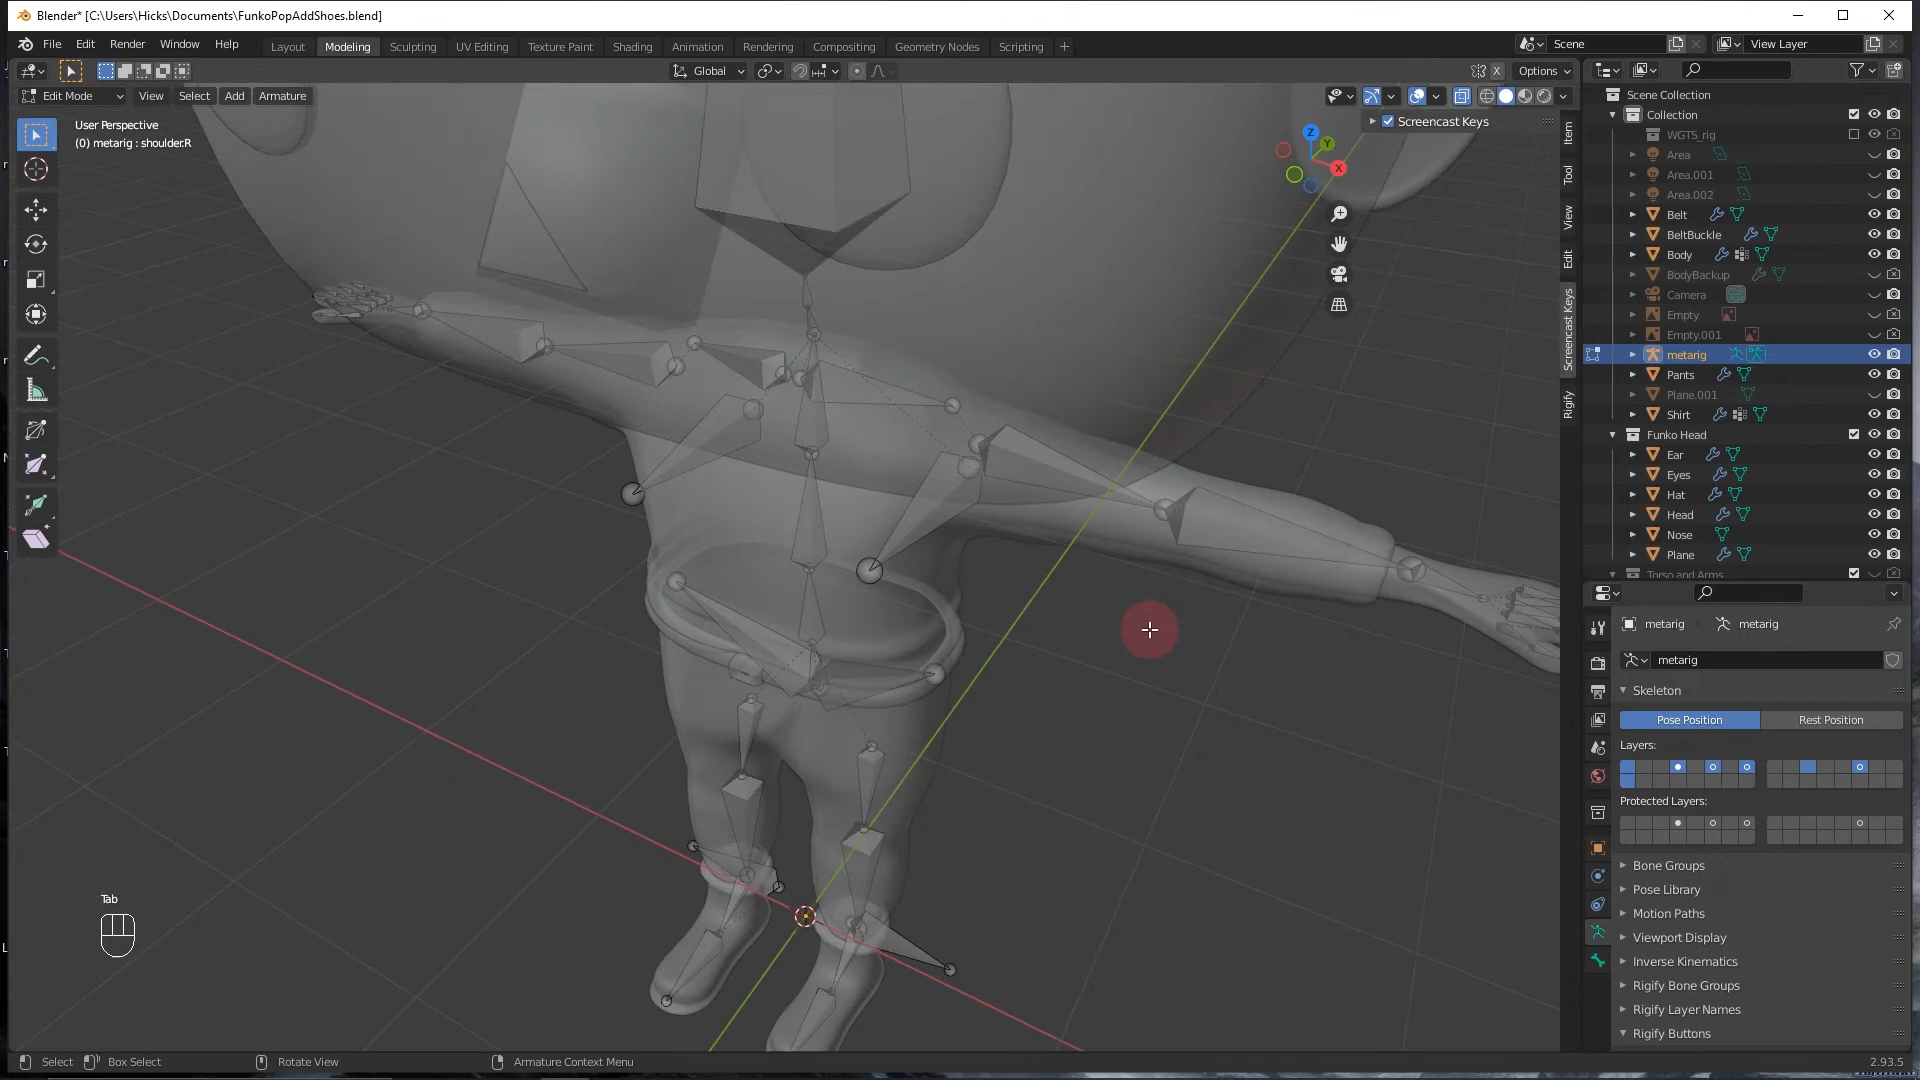 Blender* [C:\Users\Hicks\Documents\FunkoPopAddShoes.blend]
File Edit Render Window Help Layout Modeling Sculpting UV Editing Texture Paint Shading Animation Rendering Compositing Geometry Nodes Scripting + Scene View Layer
Global X Options
Edit Mode View Select Add Armature
User Perspective
(0) metarig : shoulder.R
Screencast Keys
Z
Y
X
Item
Tool
View
Edit
Screencast Keys
Rigify
Tab
Scene Collection
Collection
WGTS_rig
Area
Area.001
Area.002
Belt
BeltBuckle
Body
BodyBackup
Camera
Empty
Empty.001
metarig
Pants
Plane.001
Shirt
Funko Head
Ear
Eyes
Hat
Head
Nose
Plane
Torso and Arms
metarig metarig
metarig
Skeleton
Pose Position Rest Position
Layers:
Protected Layers:
Bone Groups
Pose Library
Motion Paths
Viewport Display
Inverse Kinematics
Rigify Bone Groups
Rigify Layer Names
Rigify Buttons
Select Box Select Rotate View Armature Context Menu 2.93.5